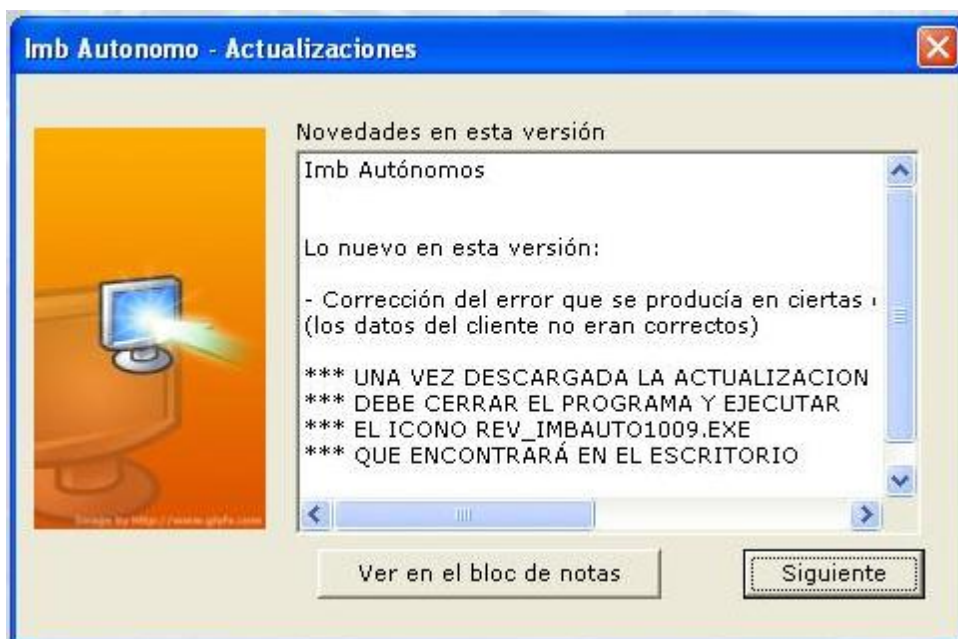 Imb Autonomo - Actualizaciones
Novedades en esta versión
Imb Autónomos
Lo nuevo en esta versión:
- Corrección del error que se producía en ciertas
(los datos del cliente no eran correctos)
*** UNA VEZ DESCARGADA LA ACTUALIZACION
*** DEBE CERRAR EL PROGRAMA Y EJECUTAR
*** EL ICONO REV_IMBAUTO1009.EXE
*** QUE ENCONTRARÁ EN EL ESCRITORIO
Image by
Ver en el bloc de notas
Siguiente